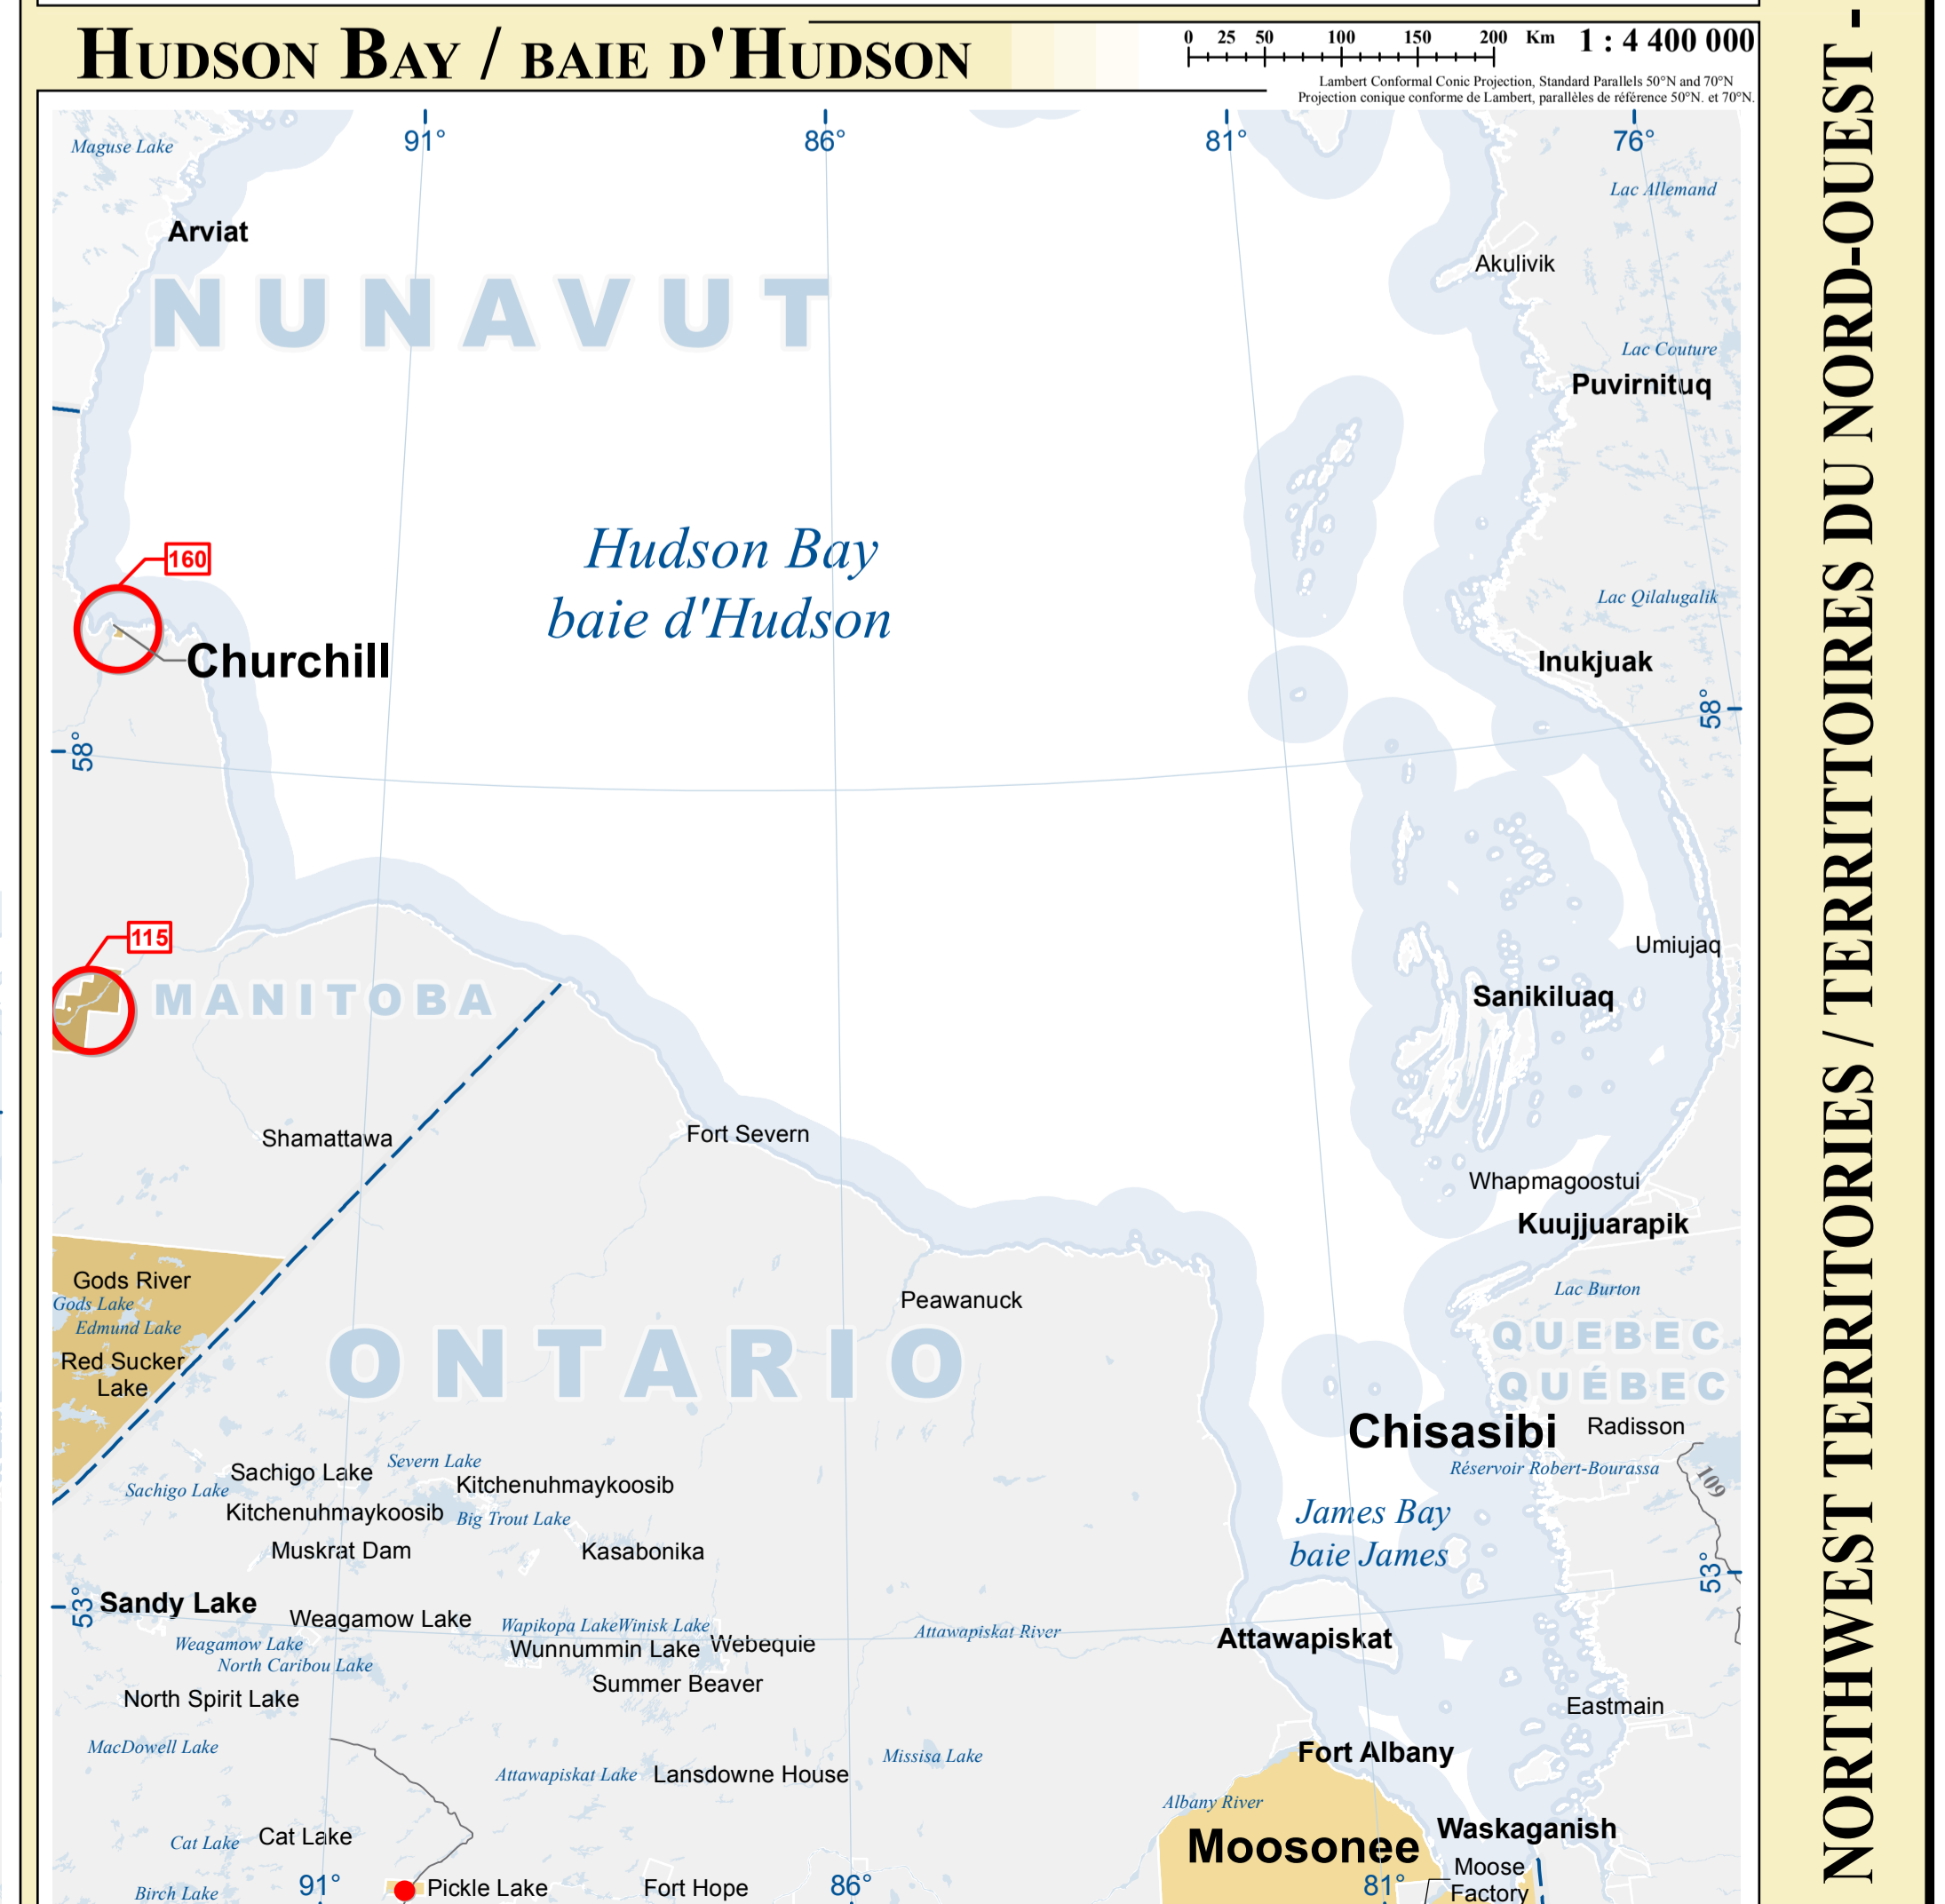 HUDSON BAY / BAIE D'HUDSON
0 25 50 100 150 200 Km 1 : 4 400 000
Lambert Conformal Conic Projection, Standard Parallels 50°N and 70°N
Projection conique conforme de Lambert, parallèles de référence 50°N. et 70°N.
91° 86° 81° 76°
Maguse Lake
Lac Allemand
Arviat
Akulivik
NUNAVUT
Lac Couture
Puvirnituq
Hudson Bay
baie d'Hudson
160
Lac Qilalugalik
Churchill
Inukjuak
58°
58°
115
Umiujaq
MANITOBA
Sanikiluaq
Shamattawa
Fort Severn
Whapmagoostui
Kuujjuarapik
Gods River
Gods Lake
Edmund Lake
Red Sucker
Lake
Peawanuck
Lac Burton
ONTARIO
QUEBEC
QUÉBEC
Chisasibi
Radisson
Réservoir Robert-Bourassa
109
Severn Lake
Sachigo Lake
Sachigo Lake
Kitchenuhmaykoosib
Kitchenuhmaykoosib
Big Trout Lake
James Bay
baie James
Muskrat Dam
Kasabonika
53°
53°
Sandy Lake
Weagamow Lake
Weagamow Lake
North Caribou Lake
Wapikopa Lake
Winisk Lake
Wunnummin Lake
Webequie
Attawapiskat River
Attawapiskat
Summer Beaver
North Spirit Lake
Eastmain
MacDowell Lake
Missisa Lake
Fort Albany
Attawapiskat Lake
Lansdowne House
Albany River
Cat Lake
Cat Lake
Moosonee
Waskaganish
Moose
Factory
91°
86°
81°
Birch Lake
Pickle Lake
Fort Hope
NORTHWEST TERRITORIES / TERRITTOIRES DU NORD-OUEST -